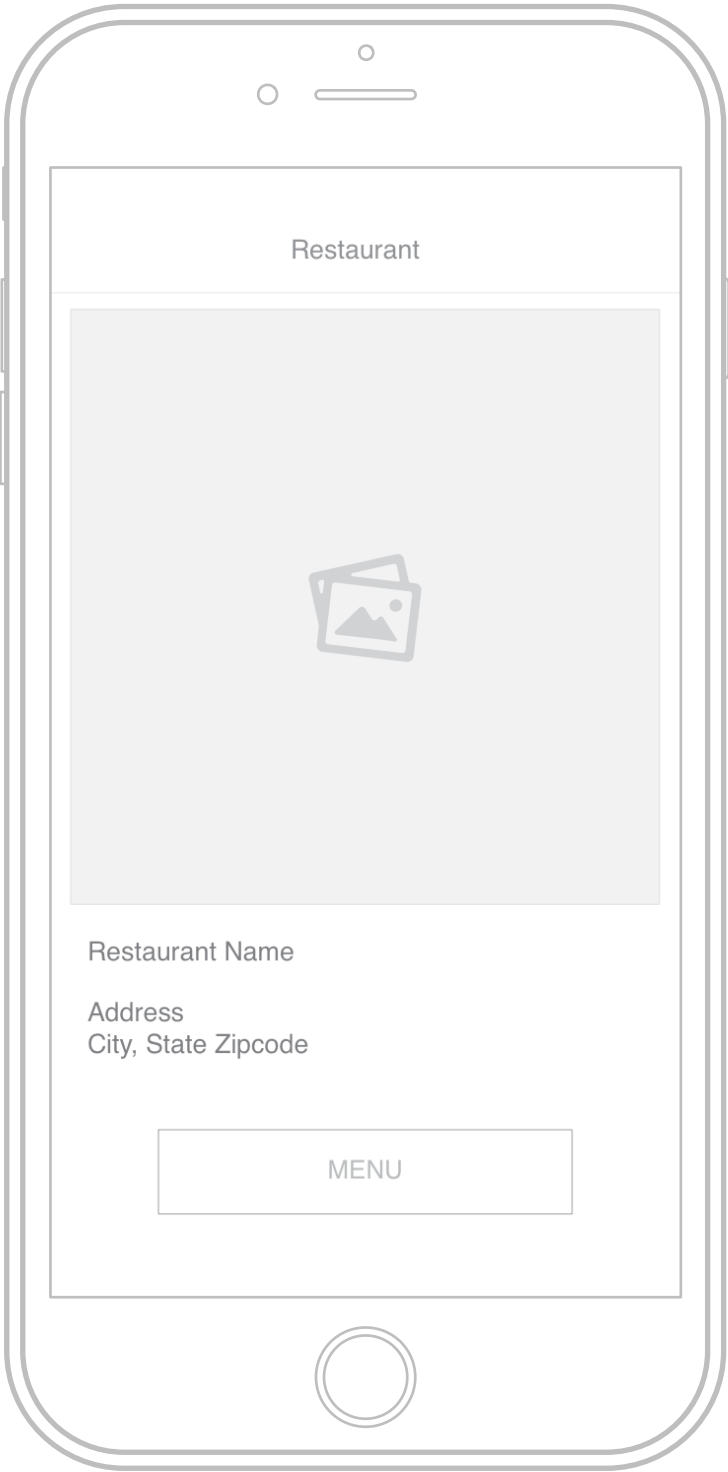 Restaurant
Restaurant Name
Address
City, State Zipcode
MENU